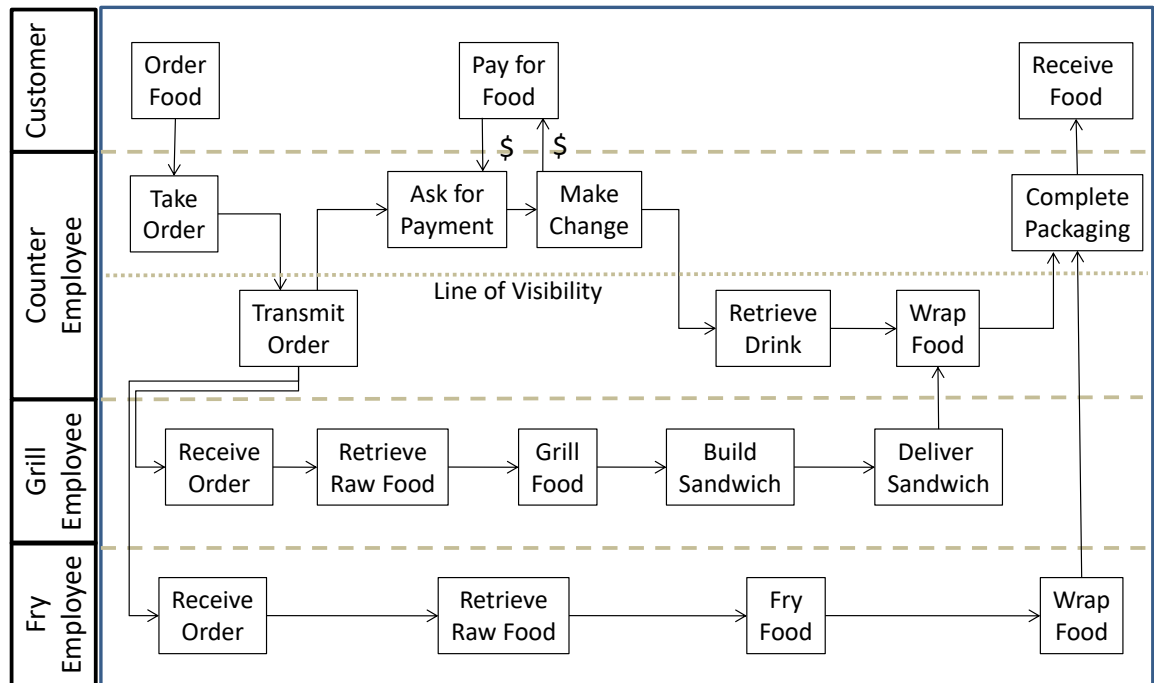 Customer
Order
Food
Pay for
Food
Receive
Food
$
$
Counter
Employee
Take
Order
Ask for
Payment
Make
Change
Complete
Packaging
Line of Visibility
Transmit
Order
Retrieve
Drink
Wrap
Food
Grill
Employee
Receive
Order
Retrieve
Raw Food
Grill
Food
Build
Sandwich
Deliver
Sandwich
Fry
Employee
Receive
Order
Retrieve
Raw Food
Fry
Food
Wrap
Food